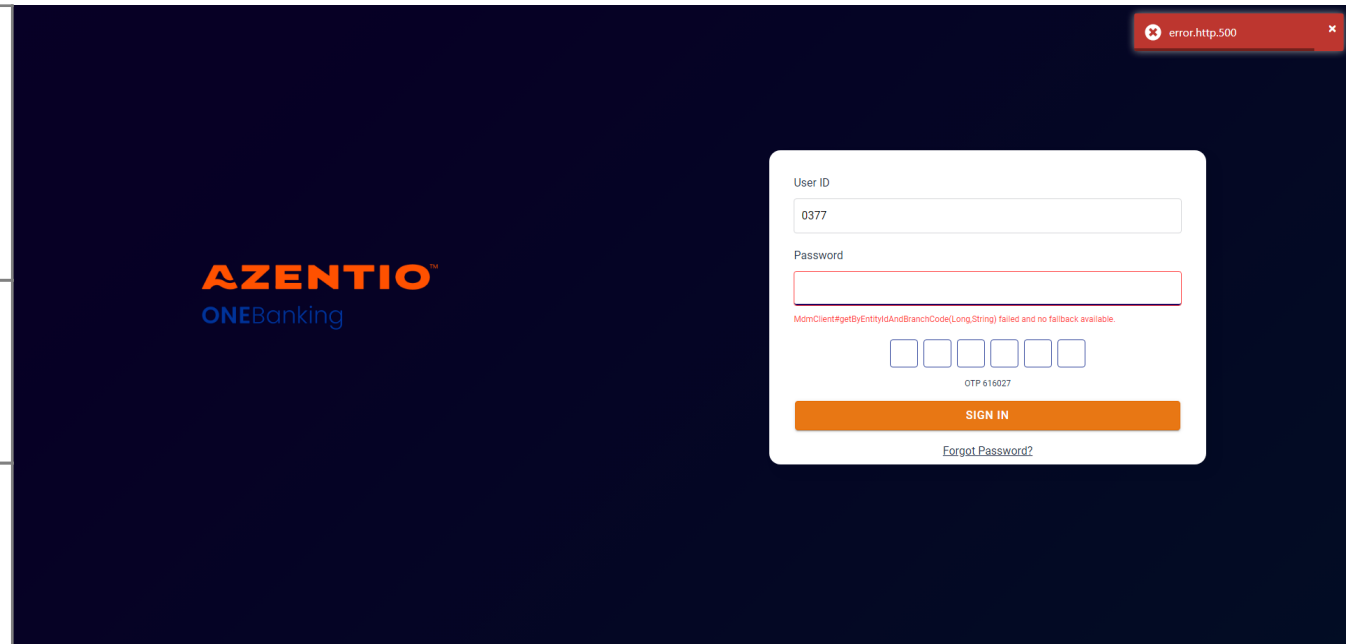 error.http.500
User ID
0377
Password
AZENTIO™
ONEBanking
MdmClient#getByEntityIdAndBranchCode(Long,String) failed and no fallback available.
OTP 616027
SIGN IN
Forgot Password?